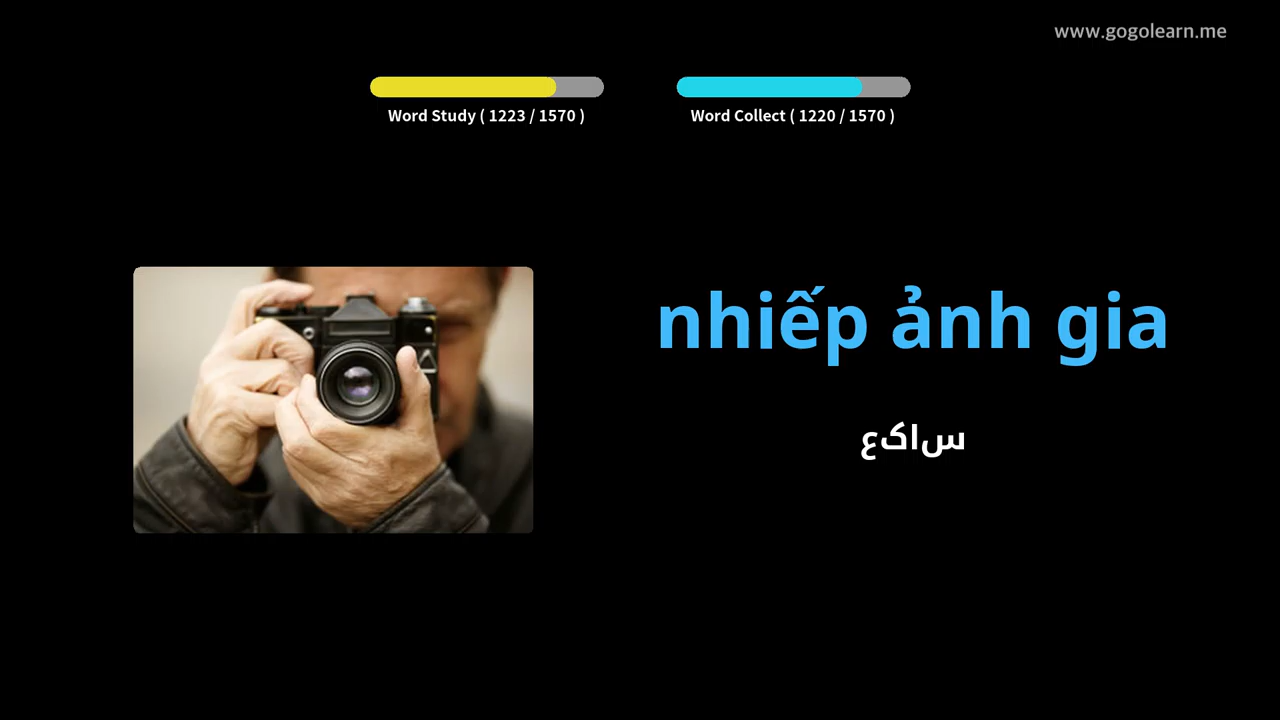 www.gogolearn.me
Word Study ( 1223 / 1570 )
Word Collect ( 1220 / 1570 )
nhiếp ảnh gia
ساکع